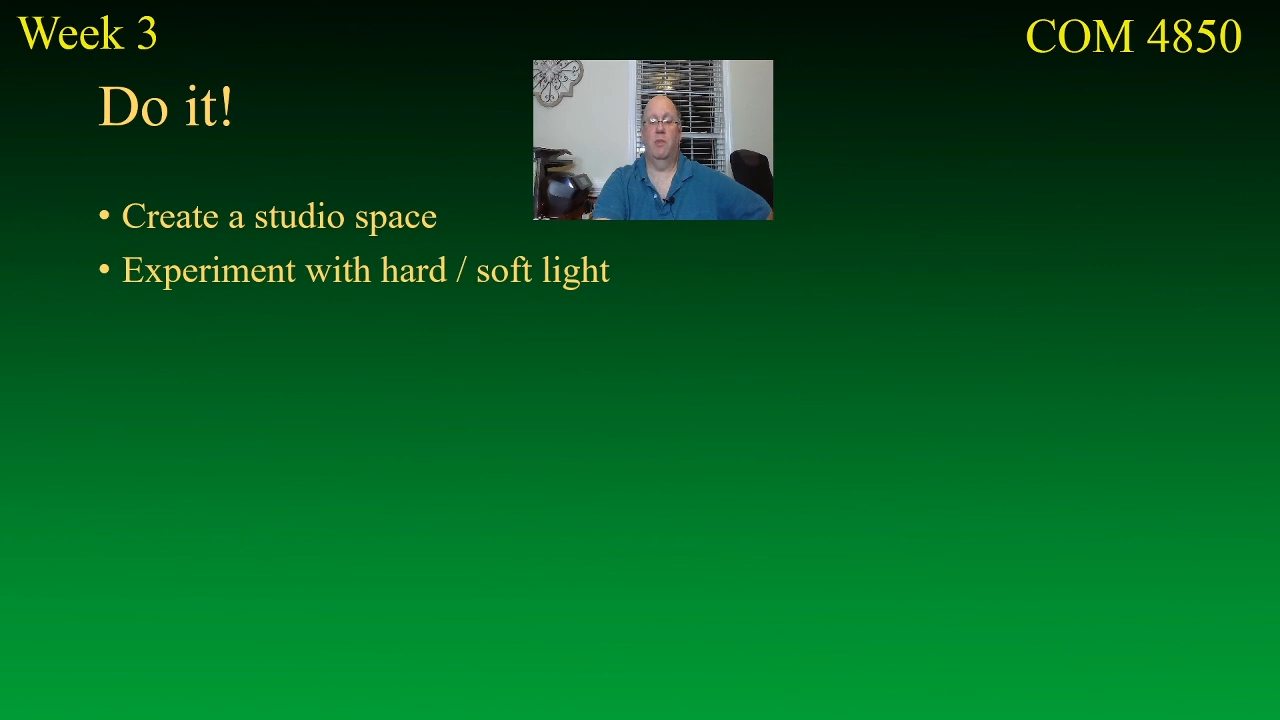 Week 3
COM 4850
Do it!
• Create a studio space
• Experiment with hard / soft light